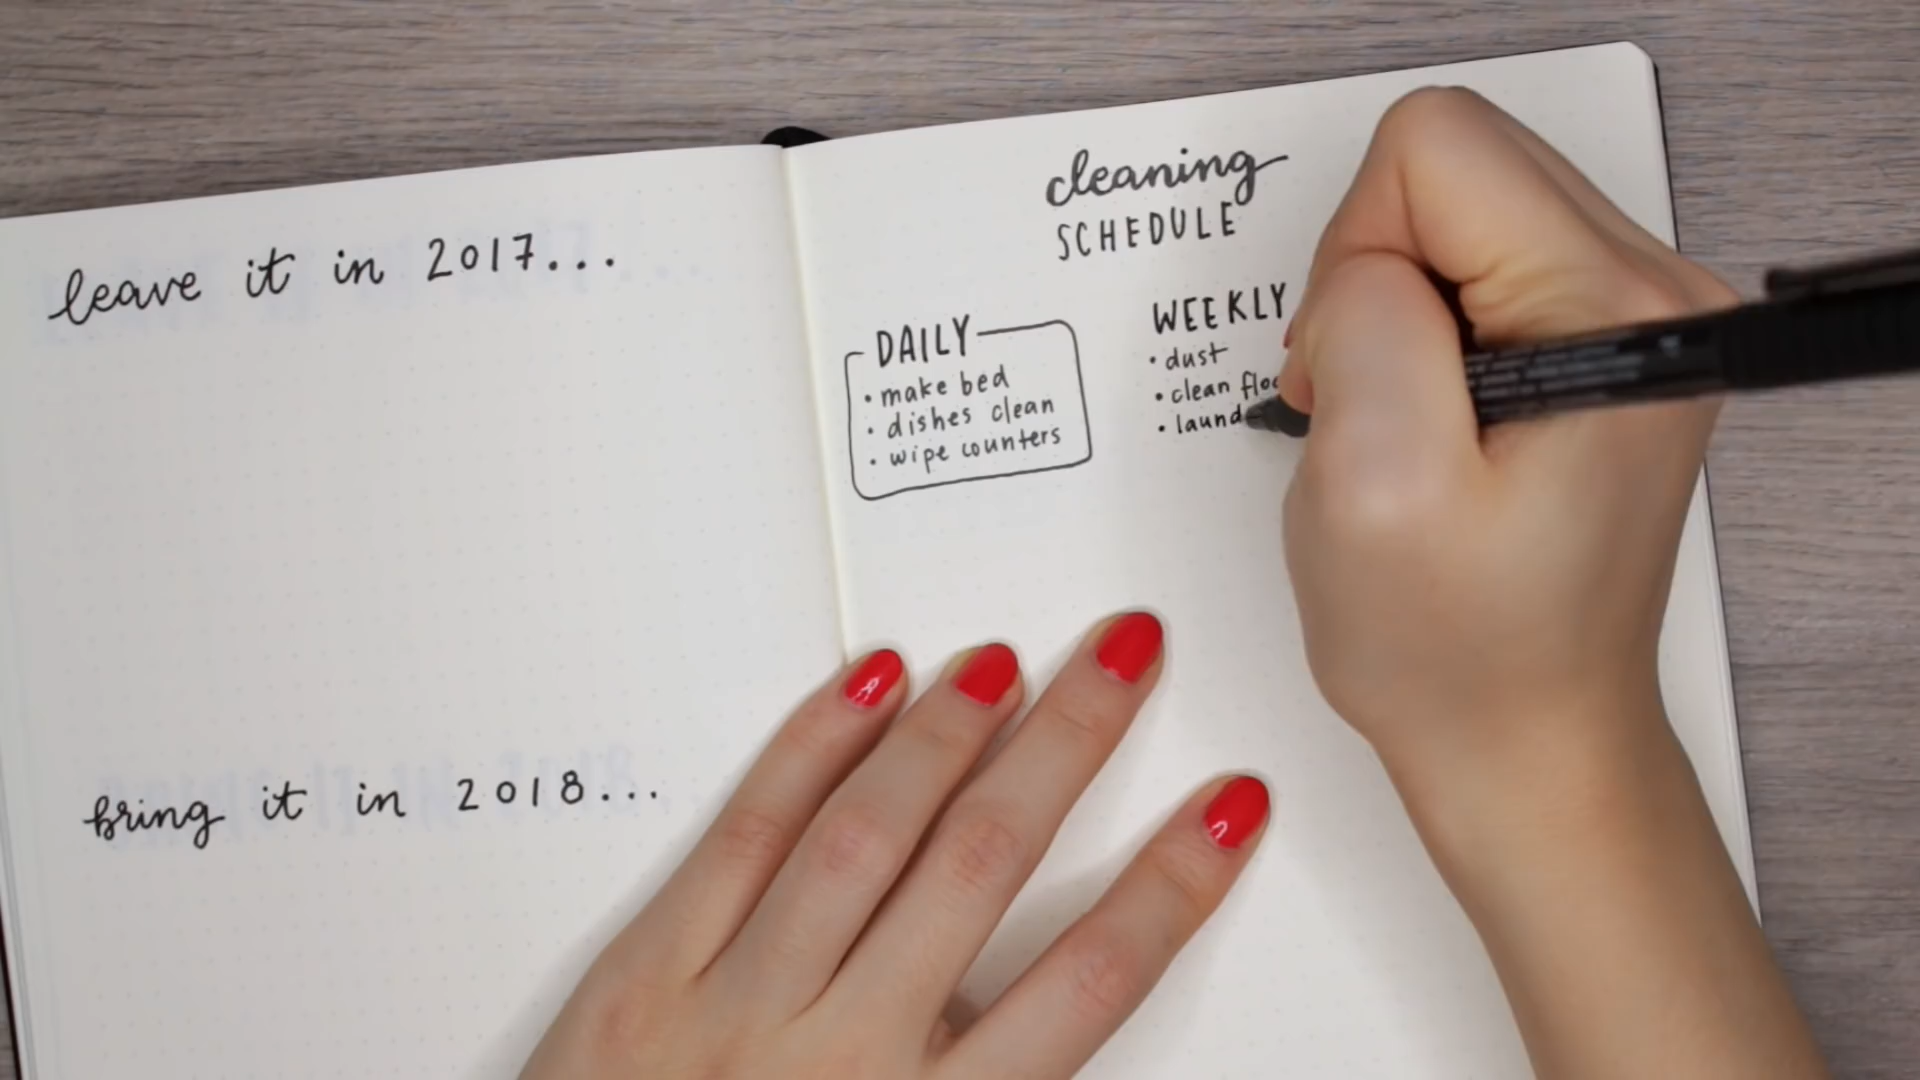 leave it in 2017...
bring it in 2018...
cleaning
SCHEDULE
DAILY
• make bed
• dishes clean
• wipe counters
WEEKLY
• dust
• clean